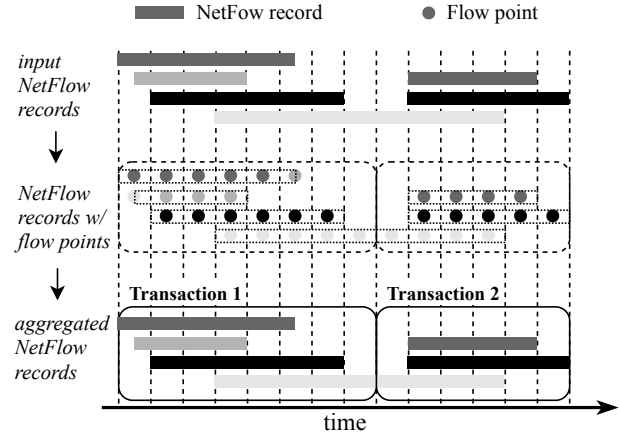 NetFow record
Flow point
input
NetFlow
records
NetFlow
records w/
flow points
Transaction 1
Transaction 2
aggregated
NetFlow
records
time